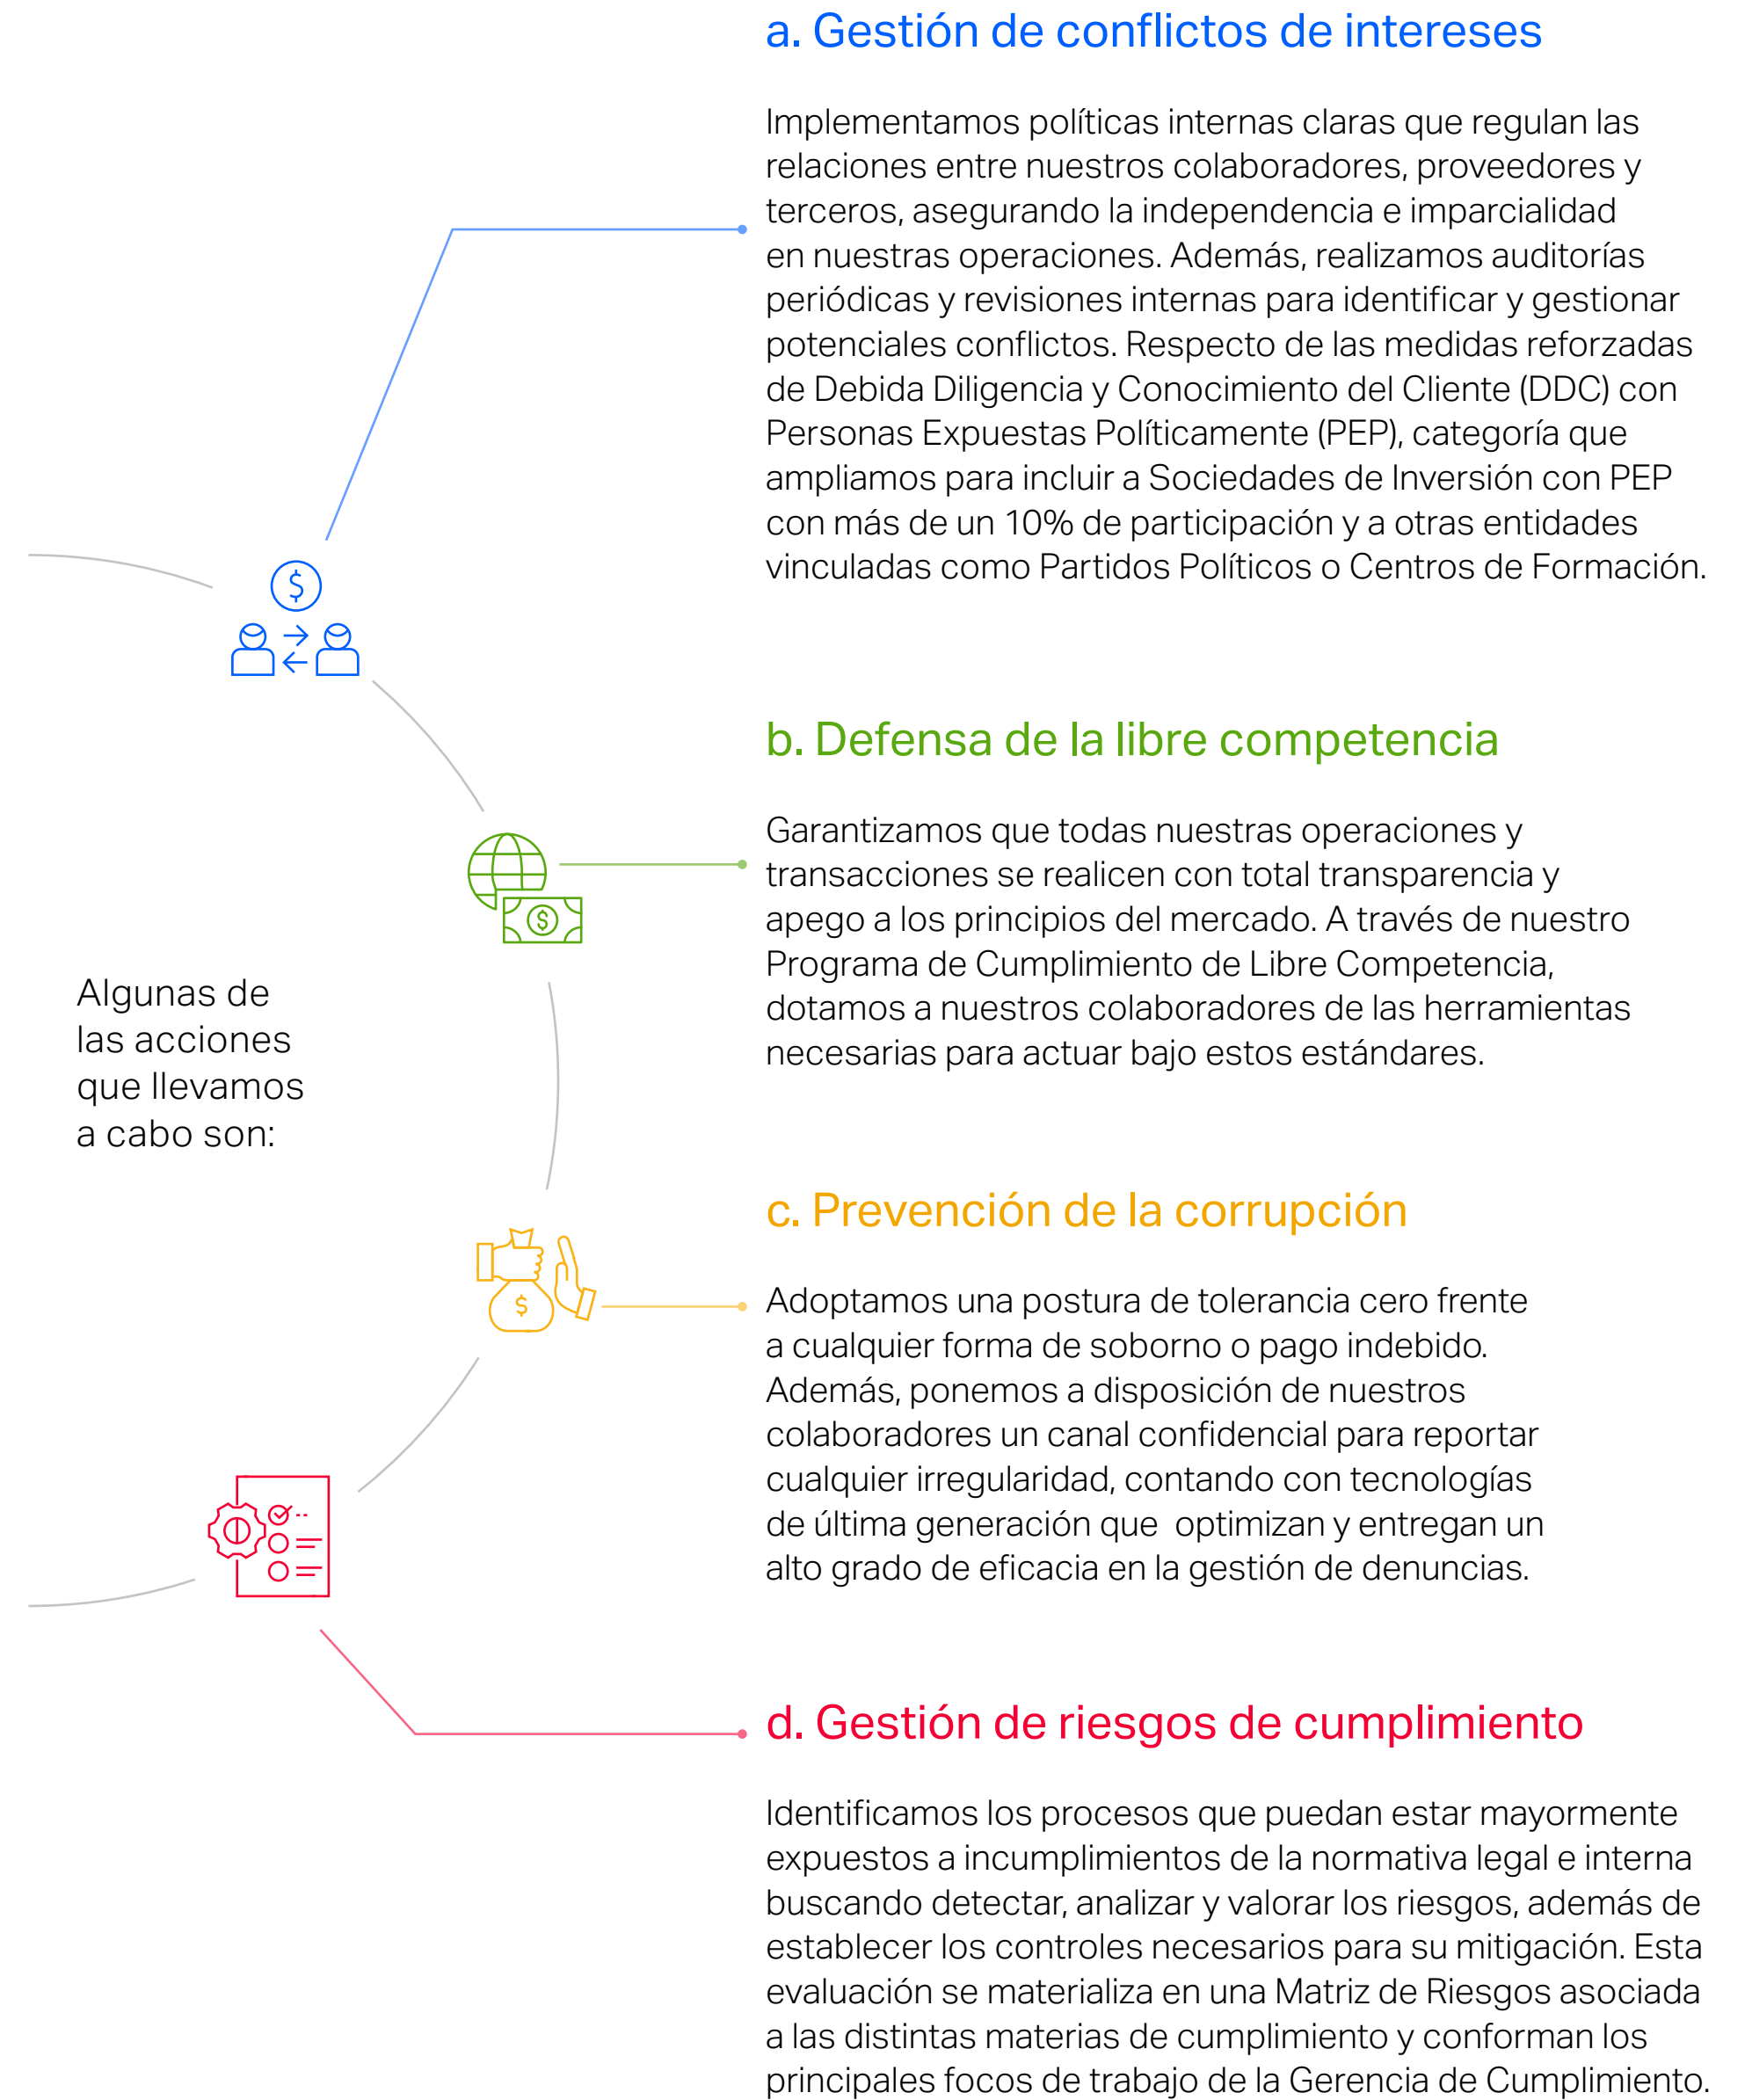 Algunas de
las acciones
que llevamos
a cabo son:
a. Gestión de conflictos de intereses
Implementamos políticas internas claras que regulan las
relaciones entre nuestros colaboradores, proveedores y
terceros, asegurando la independencia e imparcialidad
en nuestras operaciones. Además, realizamos auditorías
periódicas y revisiones internas para identificar y gestionar
potenciales conflictos. Respecto de las medidas reforzadas
de Debida Diligencia y Conocimiento del Cliente (DDC) con
Personas Expuestas Políticamente (PEP), categoría que
ampliamos para incluir a Sociedades de Inversión con PEP
con más de un 10% de participación y a otras entidades
vinculadas como Partidos Políticos o Centros de Formación.
b. Defensa de la libre competencia
Garantizamos que todas nuestras operaciones y
transacciones se realicen con total transparencia y
apego a los principios del mercado. A través de nuestro
Programa de Cumplimiento de Libre Competencia,
dotamos a nuestros colaboradores de las herramientas
necesarias para actuar bajo estos estándares.
c. Prevención de la corrupción
Adoptamos una postura de tolerancia cero frente
a cualquier forma de soborno o pago indebido.
Además, ponemos a disposición de nuestros
colaboradores un canal confidencial para reportar
cualquier irregularidad, contando con tecnologías
de última generación que  optimizan y entregan un
alto grado de eficacia en la gestión de denuncias.
d. Gestión de riesgos de cumplimiento
Identificamos los procesos que puedan estar mayormente
expuestos a incumplimientos de la normativa legal e interna
buscando detectar, analizar y valorar los riesgos, además de
establecer los controles necesarios para su mitigación. Esta
evaluación se materializa en una Matriz de Riesgos asociada
a las distintas materias de cumplimiento y conforman los
principales focos de trabajo de la Gerencia de Cumplimiento.